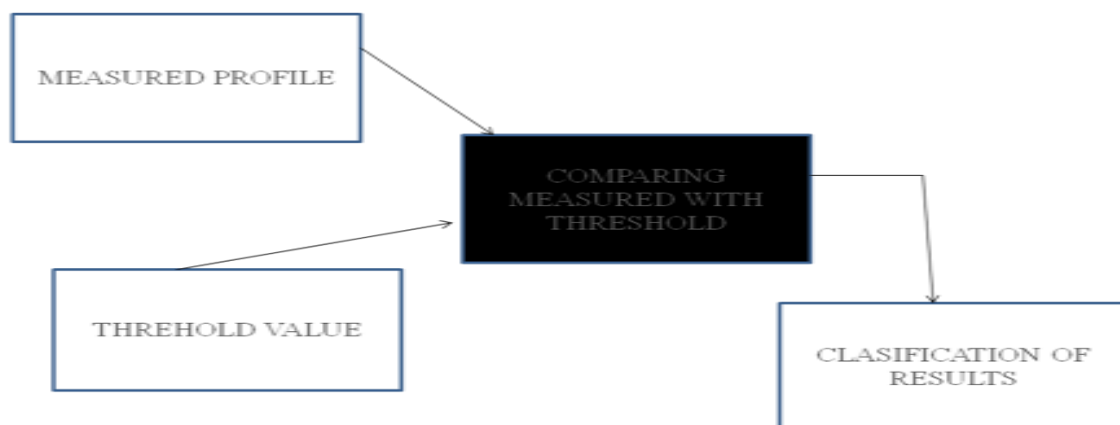 MEASURED PROFILE
COMPARING
MEASURED WITH
THRESHOLD
THREHOLD VALUE
CLASIFICATION OF
RESULTS